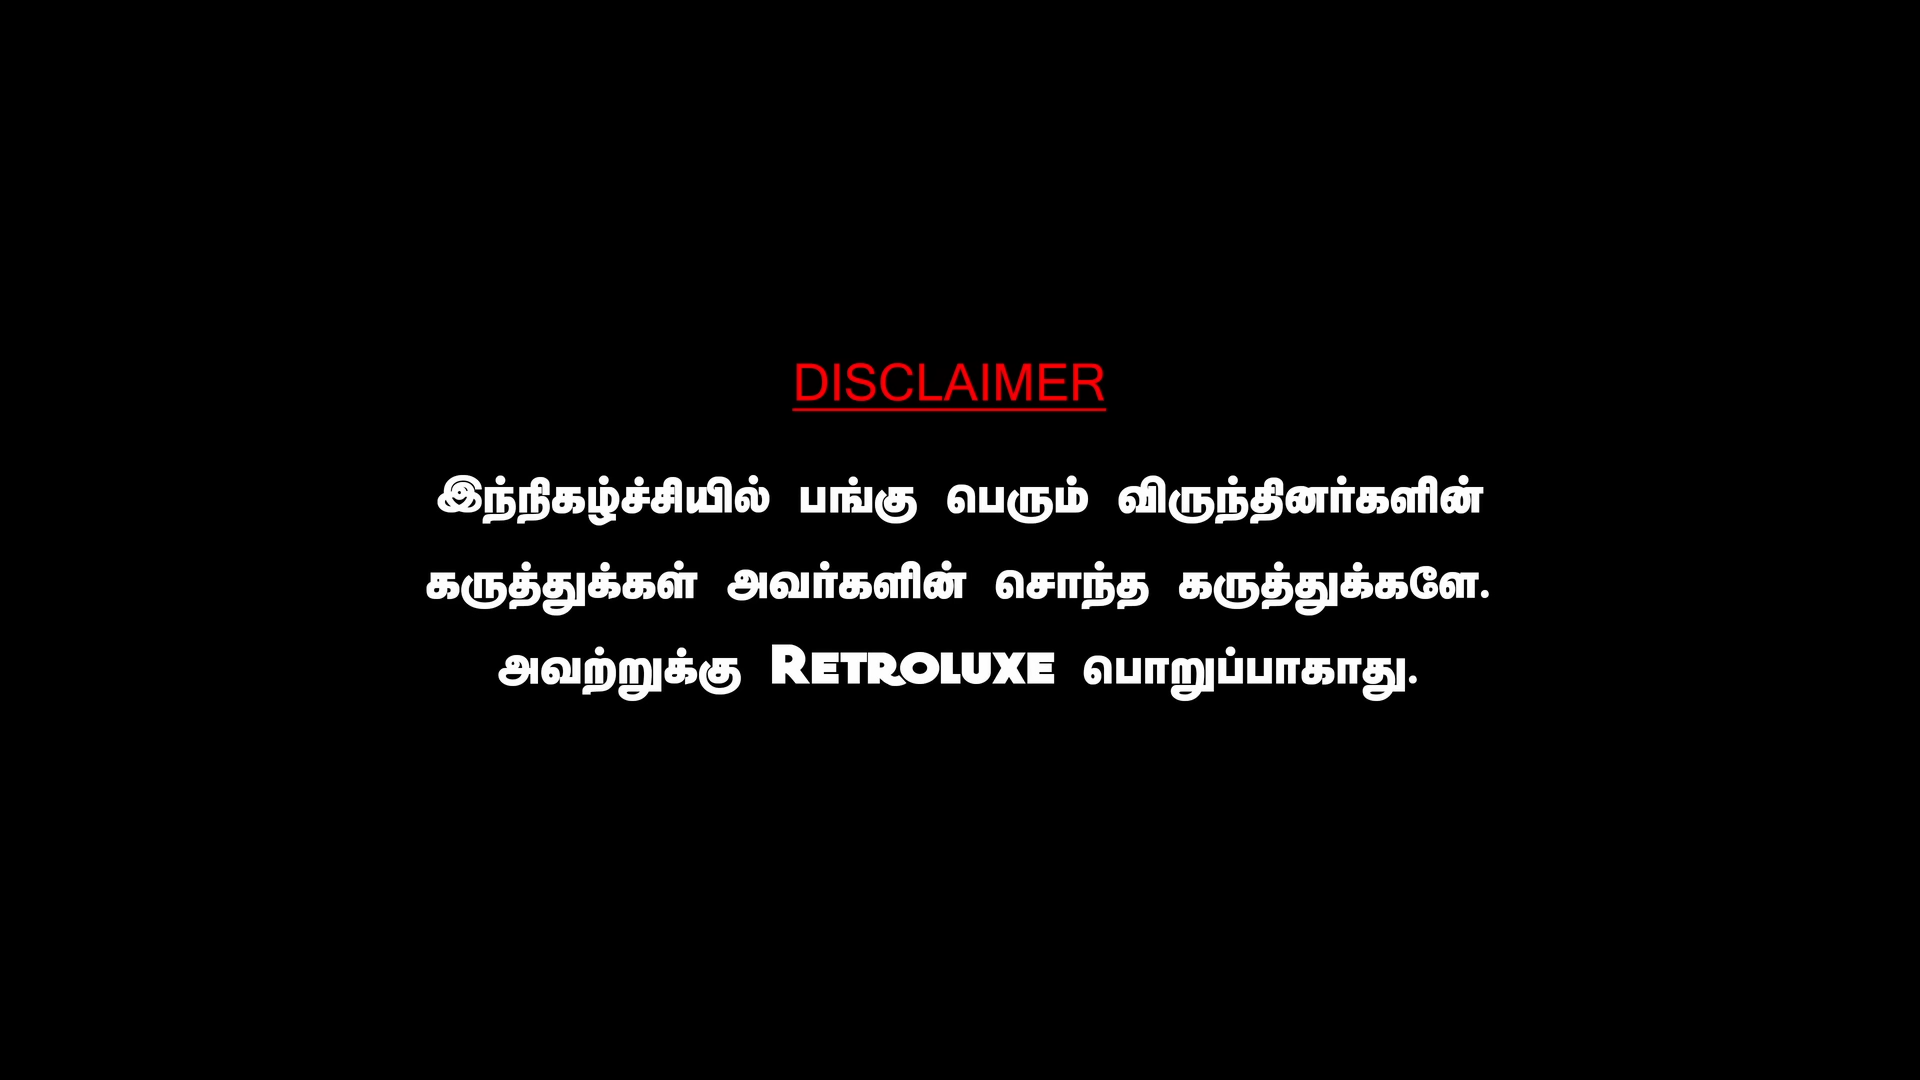 DISCLAIMER
இந்நிகழ்ச்சியில் பங்கு பெரும் விருந்தினர்களின்
கருத்துக்கள் அவர்களின் சொந்த கருத்துக்களே.
அவற்றுக்கு RETROLUXE பொறுப்பாகாது.